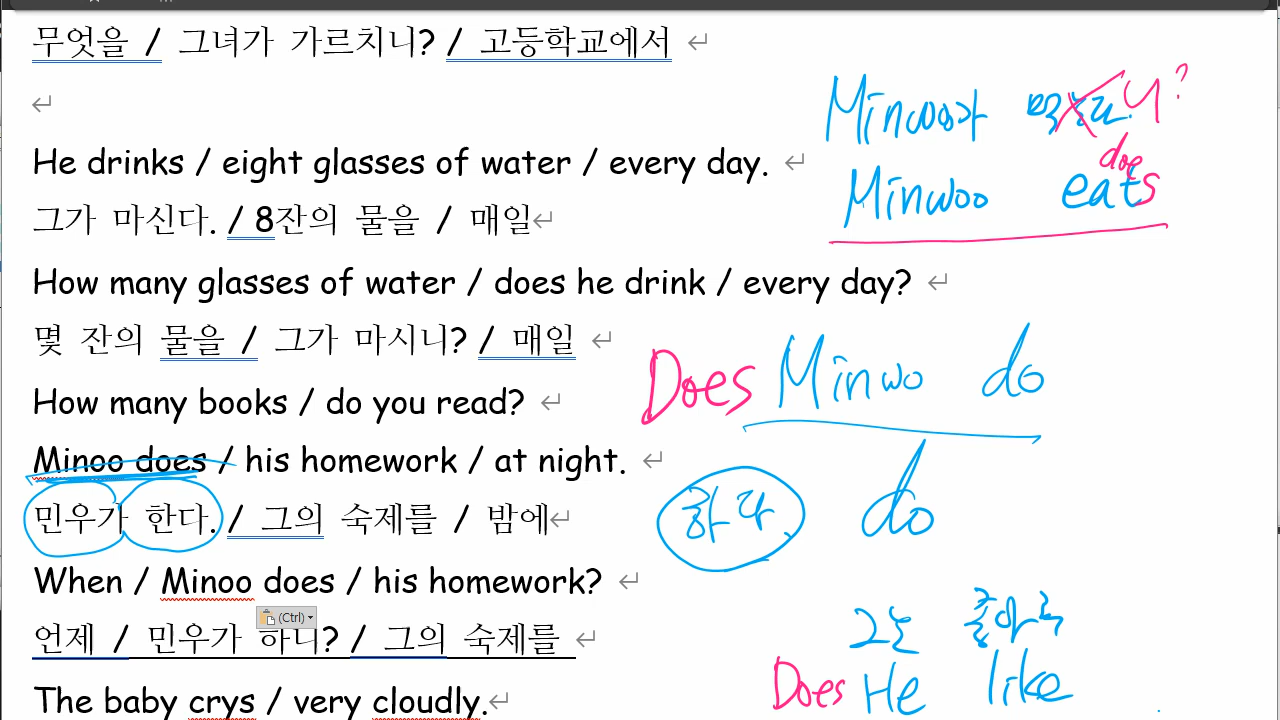 무엇을 / 그녀가 가르치니? / 고등학교에서
He drinks / eight glasses of water / every day.
그가 마신다. / 8잔의 물을 / 매일
How many glasses of water / does he drink / every day?
몇 잔의 물을 / 그가 마시니? / 매일
How many books / do you read?
Minoo does / his homework / at night.
민우가 한다. / 그의 숙제를 / 밤에
When / Minoo does / his homework?
(Ctrl)
언제 / 민우가 하니? / 그의 숙제를
The baby crys / very cloudly.
Minwoo가 니?
does
Minwoo eats
Does Minwo do
하다 do
그는
Does He like